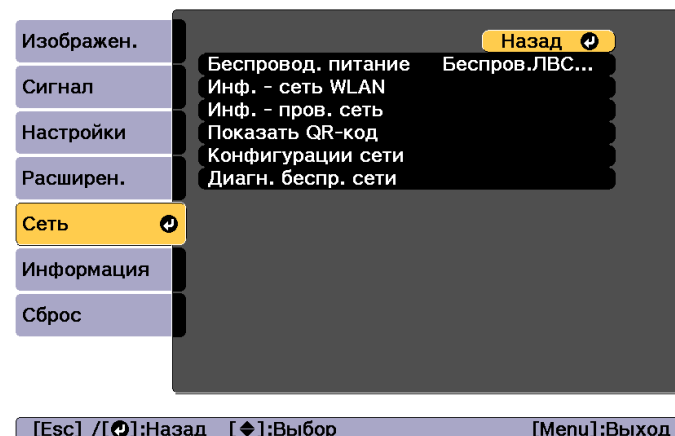 Изображен.
Сигнал
Настройки
Расширен.
Сеть
Информация
Сброс
Назад
Беспровод. питание Беспров.ЛВС...
Инф. - сеть WLAN
Инф. - пров. сеть
Показать QR-код
Конфигурации сети
Диагн. беспр. сети
[Esc] /[ ]:Назад [ ]:Выбор [Menu]:Выход